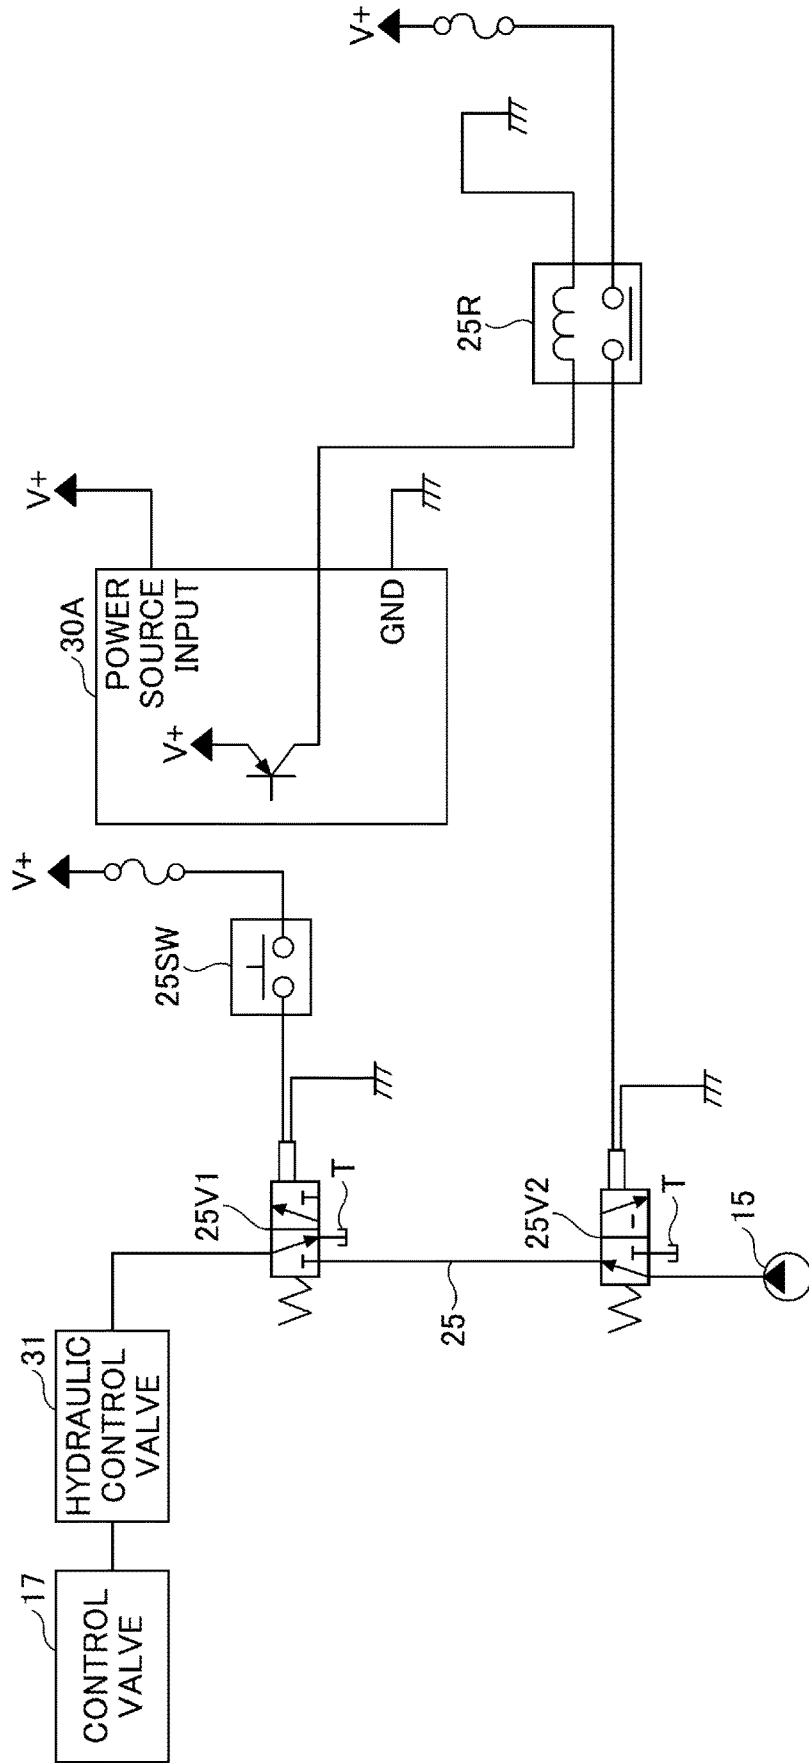 17
CONTROL
VALVE
31
HYDRAULIC
CONTROL
VALVE
25V1
T
25SW
V+
30A
POWER
SOURCE
INPUT
V+
V+
GND
25
25V2
T
15
25R
V+